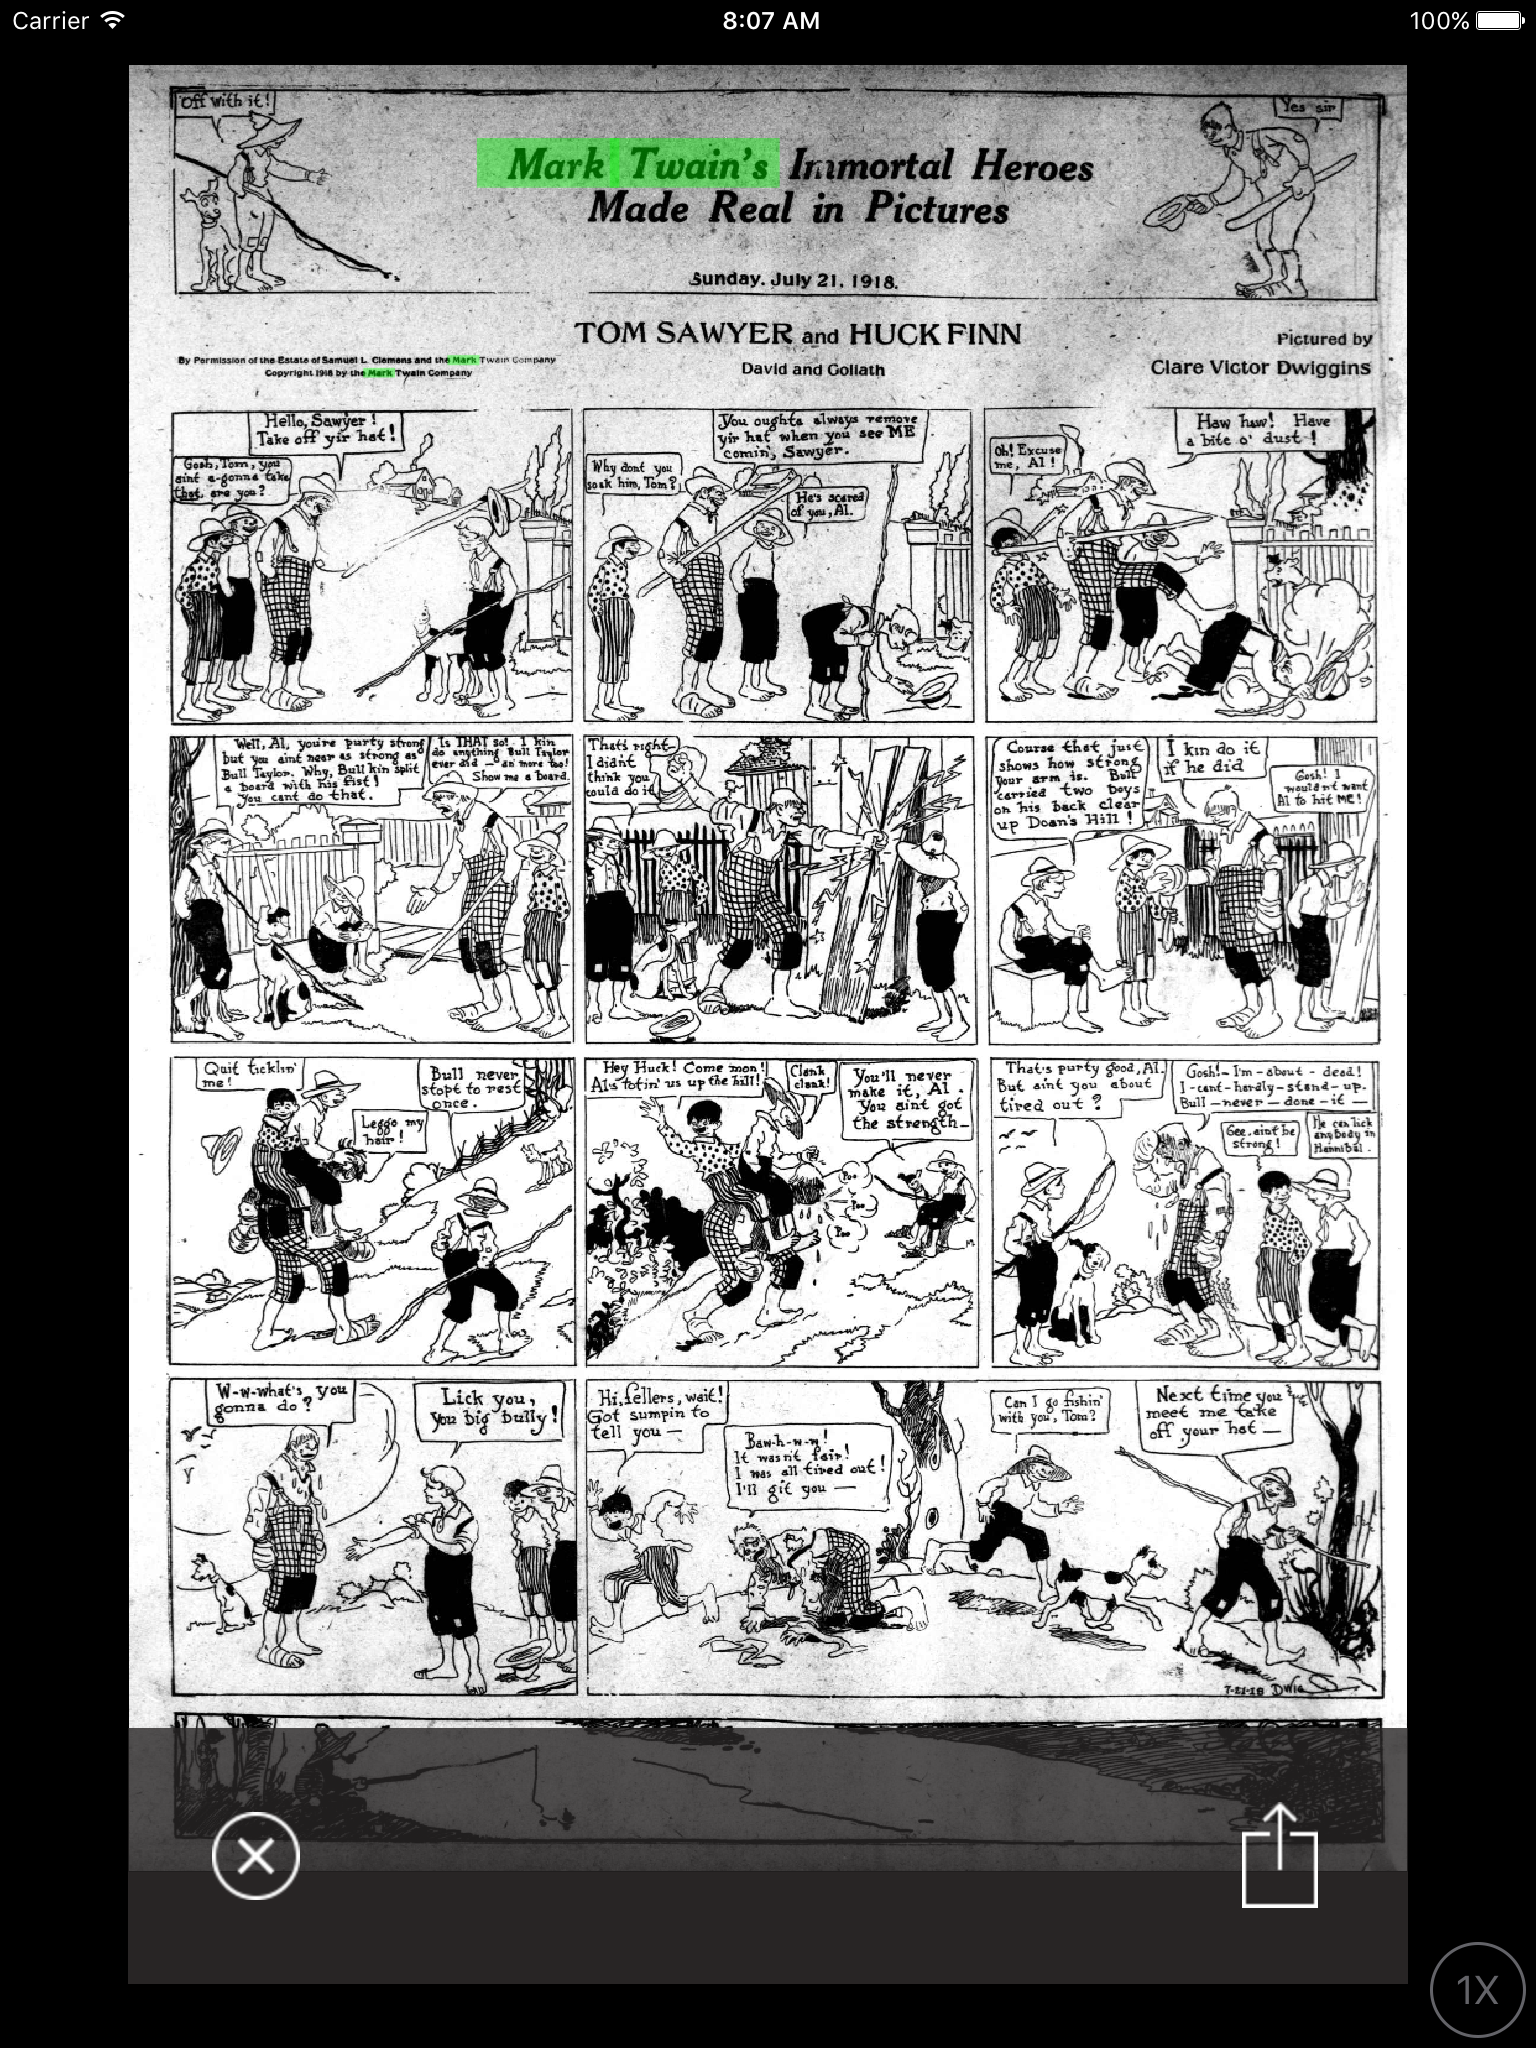 Carrier
8:07 AM
100%
Off with it!
Yes sir
Mark Twain's Immortal Heroes
Made Real in Pictures
Sunday. July 21, 1918.
TOM SAWYER and HUCK FINN
By Permission of the Estate of Samuel L. Clemens and the Mark Twain Company
Copyright 1918 by the Mark Twain Company
David and Goliath
Pictured by
Clare Victor Dwiggins
Hello, Sawyer!
Take off yir hat!
Gosh, Tom, you
aint a-gonna take
that, are you?
You oughta always remove
yir hat when you see ME
comin', Sawyer.
Why dont you
soak him, Tom?
He's scared
of you, Al.
Haw haw! Have
a bite o' dust!
Oh! Excuse
me, Al!
Well, Al, you're purty strong
but you aint near as strong as
Bull Taylor. Why, Bull kin split
a board with his fist!
You cant do that.
Is THAT so! I kin
do anything Bull Taylor
ever did — an' more too!
Show me a board.
That's right
I didn't
think you
could do it
Course that just
shows how strong
your arm is. Bull
carried two boys
on his back clear
up Doan's Hill!
I kin do it
if he did
Gosh! I
wouldn't want
Al to hit ME!
Quit ticklin'
me!
Leggo my
hair!
Bull never
stopt to rest
once.
Hey Huck! Come mon!
Al's totin' us up the hill!
Clank
clank!
You'll never
make it, Al.
You aint got
the strength—
That's purty good, Al.
But aint you about
tired out?
Gosh!-I'm-about-dead!
I-cant-hardly-stand-up.
Bull-never-done-it—
Gee, aint he
strong!
He can lick
anybody in
Hannibal.
W-w-what's, you
gonna do?
Lick you,
you big bully!
Hi, fellers, wait!
Got sumpin to
tell you —
Baw-h-w-w!
It wasn't fair!
I was all tired out!
I'll git you —
Can I go fishin'
with you, Tom?
Next time you
meet me take
off your hat —
7-21-18 DWIG
1X